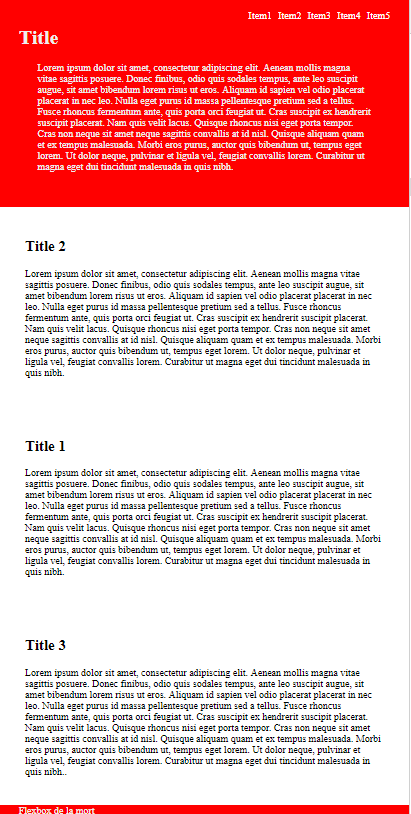 Item1 Item2 Item3 Item4 Item5
Title
Lorem ipsum dolor sit amet, consectetur adipiscing elit. Aenean mollis magna
vitae sagittis posuere. Donec finibus, odio quis sodales tempus, ante leo suscipit
augue, sit amet bibendum lorem risus ut eros. Aliquam id sapien vel odio placerat
placerat in nec leo. Nulla eget purus id massa pellentesque pretium sed a tellus.
Fusce rhoncus fermentum ante, quis porta orci feugiat ut. Cras suscipit ex hendrerit
suscipit placerat. Nam quis velit lacus. Quisque rhoncus nisi eget porta tempor.
Cras non neque sit amet neque sagittis convallis at id nisl. Quisque aliquam quam
et ex tempus malesuada. Morbi eros purus, auctor quis bibendum ut, tempus eget
lorem. Ut dolor neque, pulvinar et ligula vel, feugiat convallis lorem. Curabitur ut
magna eget dui tincidunt malesuada in quis nibh.
Title 2
Lorem ipsum dolor sit amet, consectetur adipiscing elit. Aenean mollis magna vitae
sagittis posuere. Donec finibus, odio quis sodales tempus, ante leo suscipit augue, sit
amet bibendum lorem risus ut eros. Aliquam id sapien vel odio placerat placerat in nec
leo. Nulla eget purus id massa pellentesque pretium sed a tellus. Fusce rhoncus
fermentum ante, quis porta orci feugiat ut. Cras suscipit ex hendrerit suscipit placerat.
Nam quis velit lacus. Quisque rhoncus nisi eget porta tempor. Cras non neque sit amet
neque sagittis convallis at id nisl. Quisque aliquam quam et ex tempus malesuada. Morbi
eros purus, auctor quis bibendum ut, tempus eget lorem. Ut dolor neque, pulvinar et
ligula vel, feugiat convallis lorem. Curabitur ut magna eget dui tincidunt malesuada in
quis nibh.
Title 1
Lorem ipsum dolor sit amet, consectetur adipiscing elit. Aenean mollis magna vitae
sagittis posuere. Donec finibus, odio quis sodales tempus, ante leo suscipit augue, sit
amet bibendum lorem risus ut eros. Aliquam id sapien vel odio placerat placerat in nec
leo. Nulla eget purus id massa pellentesque pretium sed a tellus. Fusce rhoncus
fermentum ante, quis porta orci feugiat ut. Cras suscipit ex hendrerit suscipit placerat.
Nam quis velit lacus. Quisque rhoncus nisi eget porta tempor. Cras non neque sit amet
neque sagittis convallis at id nisl. Quisque aliquam quam et ex tempus malesuada. Morbi
eros purus, auctor quis bibendum ut, tempus eget lorem. Ut dolor neque, pulvinar et
ligula vel, feugiat convallis lorem. Curabitur ut magna eget dui tincidunt malesuada in
quis nibh.
Title 3
Lorem ipsum dolor sit amet, consectetur adipiscing elit. Aenean mollis magna vitae
sagittis posuere. Donec finibus, odio quis sodales tempus, ante leo suscipit augue, sit
amet bibendum lorem risus ut eros. Aliquam id sapien vel odio placerat placerat in nec
leo. Nulla eget purus id massa pellentesque pretium sed a tellus. Fusce rhoncus
fermentum ante, quis porta orci feugiat ut. Cras suscipit ex hendrerit suscipit placerat.
Nam quis velit lacus. Quisque rhoncus nisi eget porta tempor. Cras non neque sit amet
neque sagittis convallis at id nisl. Quisque aliquam quam et ex tempus malesuada. Morbi
eros purus, auctor quis bibendum ut, tempus eget lorem. Ut dolor neque, pulvinar et
ligula vel, feugiat convallis lorem. Curabitur ut magna eget dui tincidunt malesuada in
quis nibh..
Flexbox de la mort